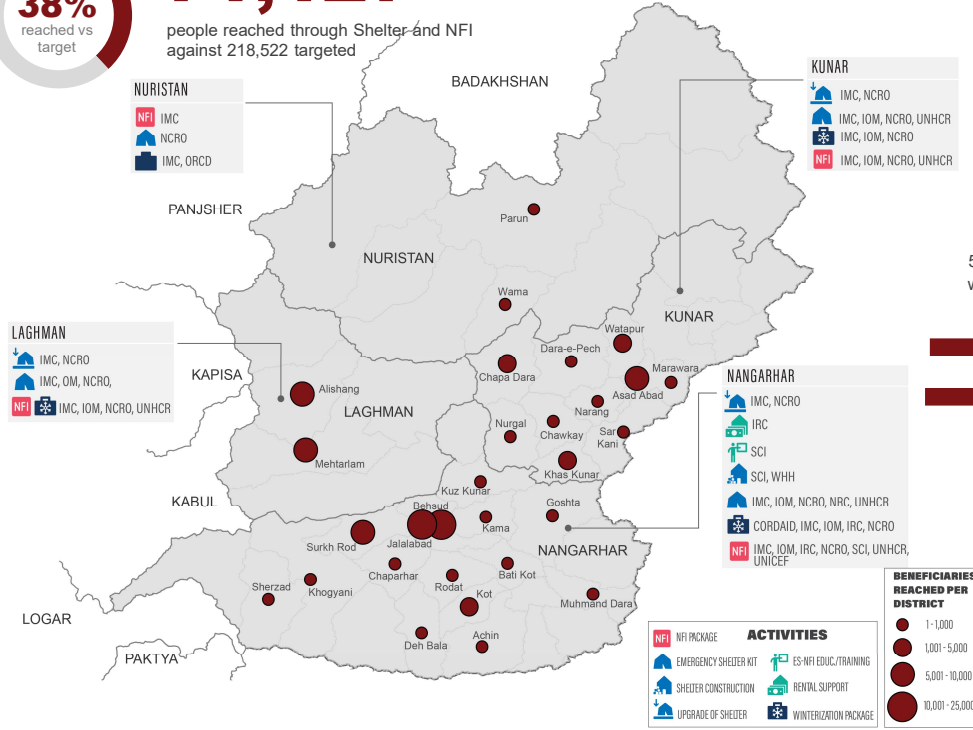 38%
reached vs
target
people reached through Shelter and NFI
against 218,522 targeted
BADAKHSHAN
NURISTAN
NFI IMC
NCRO
IMC, ORCD
KUNAR
IMC, NCRO
IMC, IOM, NCRO, UNHCR
IMC, IOM, NCRO
NFI IMC, IOM, NCRO, UNHCR
PANJSHER
Parun
NURISTAN
Wama
KUNAR
LAGHMAN
IMC, NCRO
IMC, OM, NCRO,
NFI IMC, IOM, NCRO, UNHCR
KAPISA
Watapur
Dara-e-Pech
Chapa Dara
Marawara
Asad Abad
Alishang
LAGHMAN
Narang
Nurgal
Chawkay
Sar
Kani
Mehtarlam
Khas Kunar
NANGARHAR
IMC, NCRO
IRC
SCI
SCI, WHH
IMC, IOM, NCRO, NRC, UNHCR
CORDAID, IMC, IOM, IRC, NCRO
NFI IMC, IOM, IRC, NCRO, SCI, UNHCR,
UNICEF
KABUL
Kuz Kunar
Dehaud
Goshta
Kama
Surkh Rod
Jalalabad
NANGARHAR
Chaparhar
Bati Kot
Sherzad
Khogyani
Rodat
Kot
Muhmand Dara
LOGAR
Deh Bala
Achin
PAKTYA
ACTIVITIES
NFI NFI PACKAGE
EMERGENCY SHELTER KIT
SHELTER CONSTRUCTION
UPGRADE OF SHELTER
ES-NFI EDUC./TRAINING
RENTAL SUPPORT
WINTERIZATION PACKAGE
BENEFICIARIES
REACHED PER
DISTRICT
1 - 1,000
1,001 - 5,000
5,001 - 10,000
10,001 - 25,000